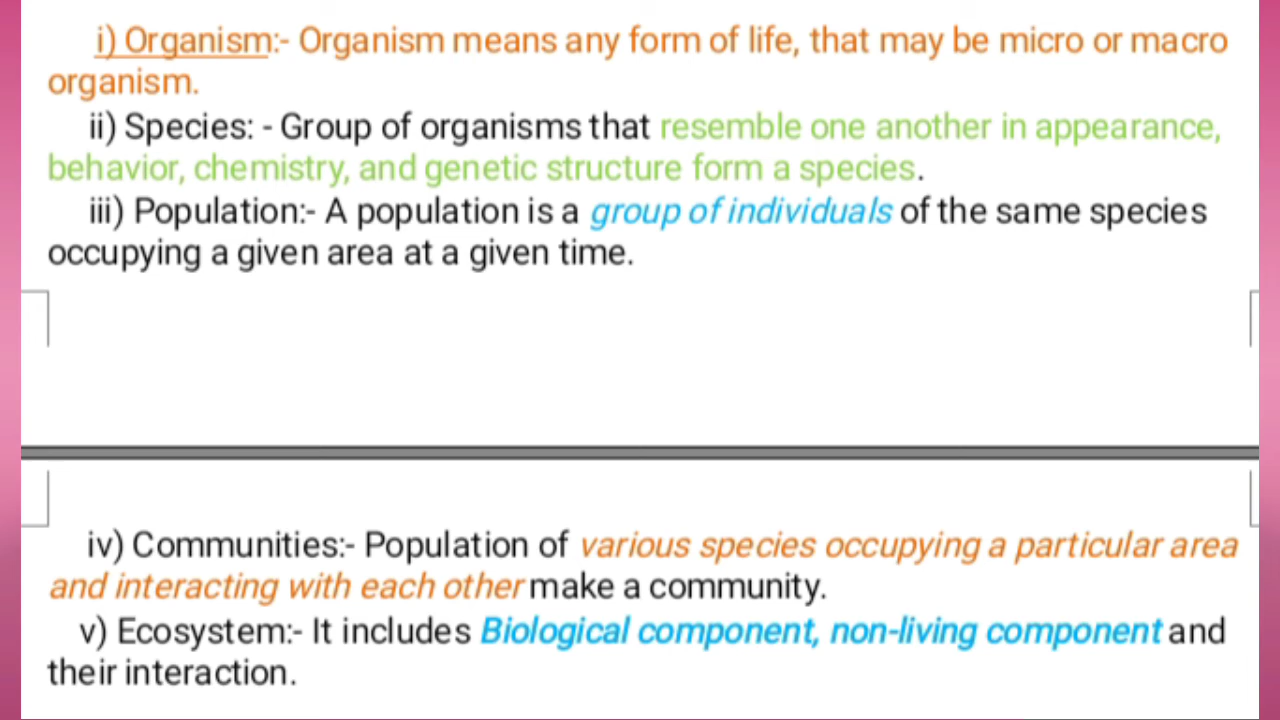 i) Organism:- Organism means any form of life, that may be micro or macro
organism.
ii) Species: - Group of organisms that resemble one another in appearance,
behavior, chemistry, and genetic structure form a species.
iii) Population:- A population is a group of individuals of the same species
occupying a given area at a given time.
iv) Communities:- Population of various species occupying a particular area
and interacting with each other make a community.
v) Ecosystem:- It includes Biological component, non-living component and
their interaction.